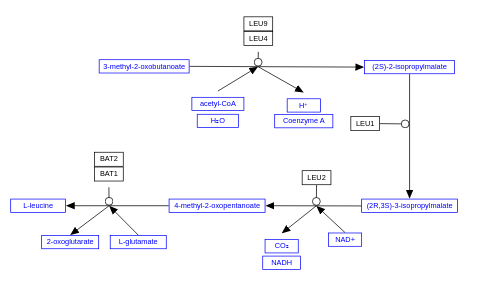 LEU9
LEU4
3-methyl-2-oxobutanoate
(2S)-2-isopropylmalate
acetyl-CoA
H⁺
H₂O
Coenzyme A
LEU1
BAT2
BAT1
LEU2
L-leucine
4-methyl-2-oxopentanoate
(2R,3S)-3-isopropylmalate
2-oxoglutarate
L-glutamate
CO₂
NAD+
NADH